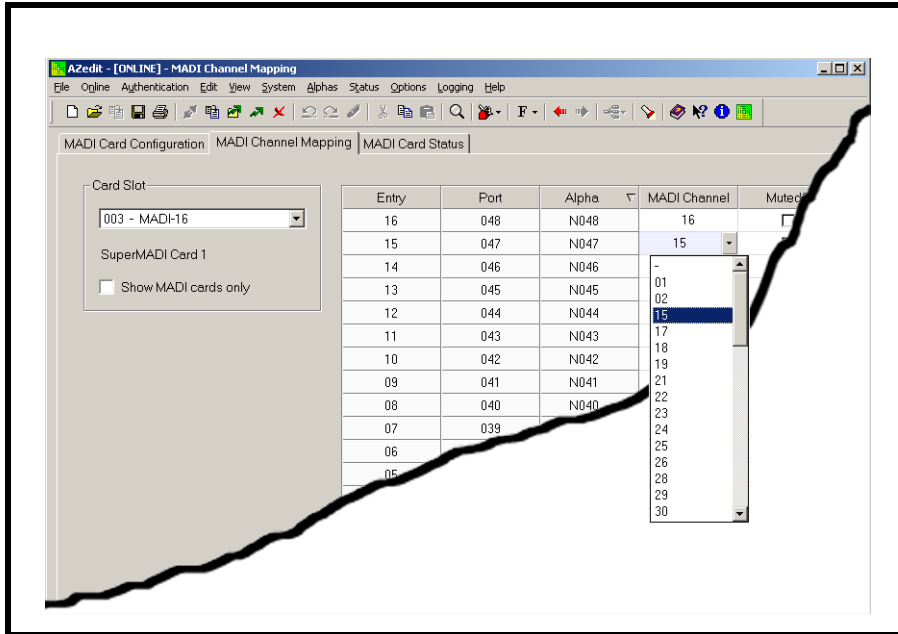 AZedit - [ONLINE] - MADI Channel Mapping
File Online Authentication Edit View System Alphas Status Options Logging Help
F
MADI Card Configuration MADI Channel Mapping MADI Card Status
Card Slot
003 - MADI-16
SuperMADI Card 1
Show MADI cards only
Entry Port Alpha MADI Channel Muted
16 048 N048 16
15 047 N047 15
14 046 N046
13 045 N045
12 044 N044
11 043 N043
10 042 N042
09 041 N041
08 040 N040
07 039
06
05
-
01
02
15
17
18
19
21
22
23
24
25
26
28
29
30